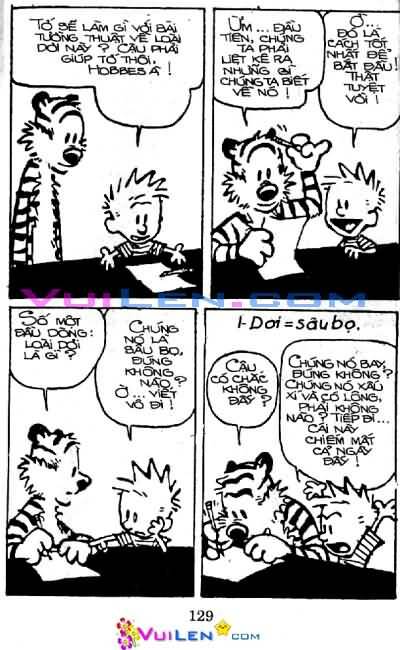 TỚ SẼ LÀM GÌ VỚI BÀI
TƯỜNG THUẬT VỀ LOÀI
DƠI NÀY ? CẬU PHẢI
GIÚP TỚ THÔI,
HOBBES À !
ỪM... ĐẦU
TIÊN, CHÚNG
TA PHẢI
LIỆT KÊ RA
NHỮNG GÌ
CHÚNG TA BIẾT
VỀ NÓ !
Ờ...
ĐÓ LÀ
CÁCH TỐT
NHẤT ĐỂ
BẮT ĐẦU !
THẬT
TUYỆT
VỜI !
VuiLen.com
SỐ MỘT
ĐẦU DÒNG:
LOÀI DƠI
LÀ GÌ ?
CHÚNG
NÓ LÀ
SÂU BỌ,
ĐÚNG
KHÔNG
NÀO ?
Ờ... VIẾT
VÔ ĐI !
1- Dơi = sâu bọ.
CẬU
CÓ CHẮC
KHÔNG
ĐẤY ?
CHÚNG NÓ BAY,
ĐÚNG KHÔNG ?
CHÚNG NÓ XẤU
XÍ VÀ CÓ LÔNG,
PHẢI KHÔNG
NÀO ? TIẾP ĐI...
CÁI NÀY
CHIẾM MẤT
CẢ NGÀY
ĐẤY !
129
VuiLen.com